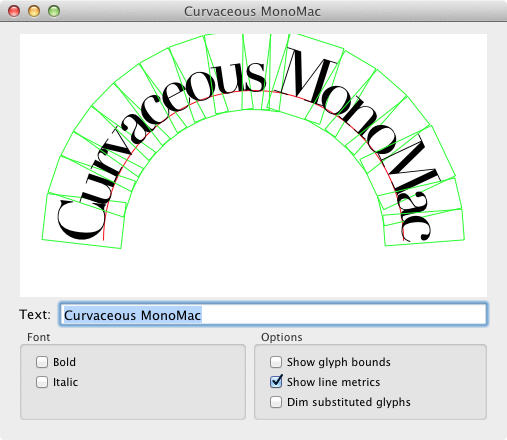 Curvaceous MonoMac
Curvaceous MonoMac
Text: Curvaceous MonoMac
Font
Bold
Italic
Options
Show glyph bounds
Show line metrics
Dim substituted glyphs